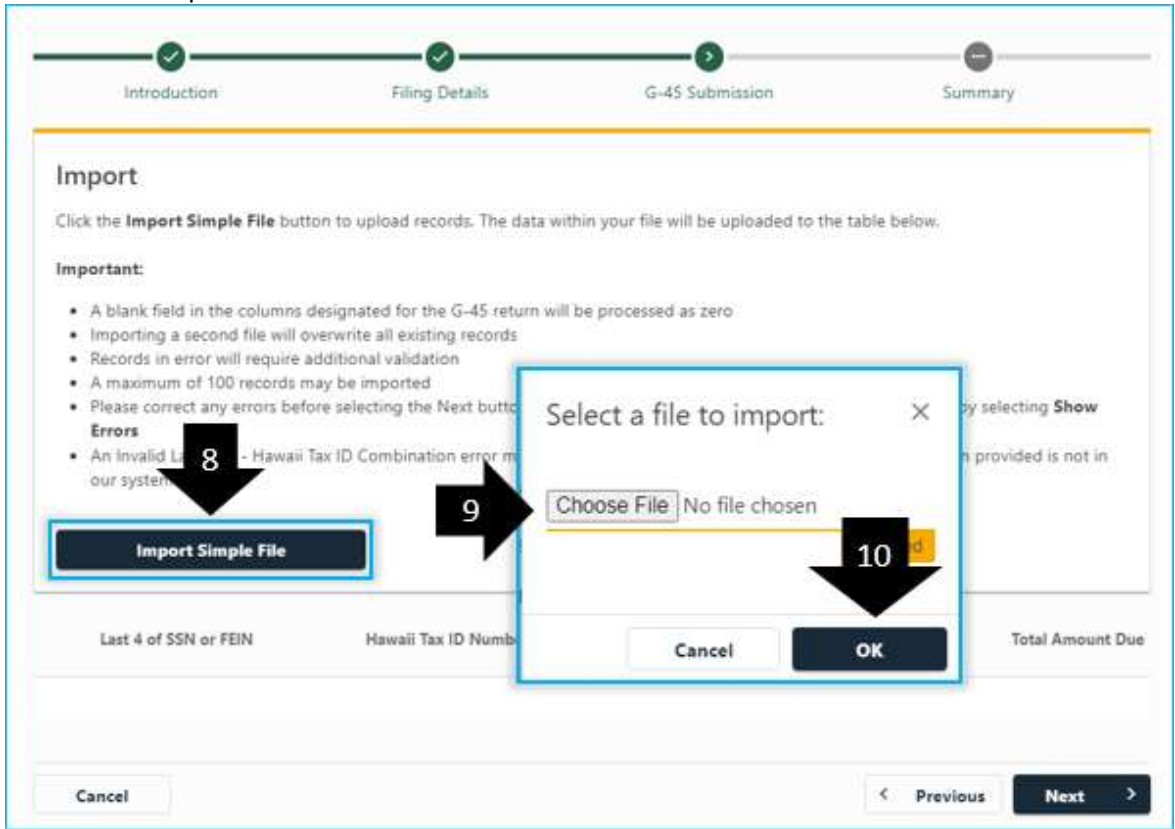 Introduction
Filing Details
G-45 Submission
Summary
Import
Click the Import Simple File button to upload records. The data within your file will be uploaded to the table below.
Important:
A blank field in the columns designated for the G-45 return will be processed as zero
Importing a second file will overwrite all existing records
Records in error will require additional validation
A maximum of 100 records may be imported
Please correct any errors before selecting the Next
by selecting Show
Errors
An Invalid - Hawaii Tax ID Combination error
provided is not in
our system
8
Import Simple File
Select a file to import:
9
Choose File No file chosen
10
Cancel
OK
Last 4 of SSN or FEIN
Hawaii Tax ID
Total Amount Due
Cancel
Previous
Next